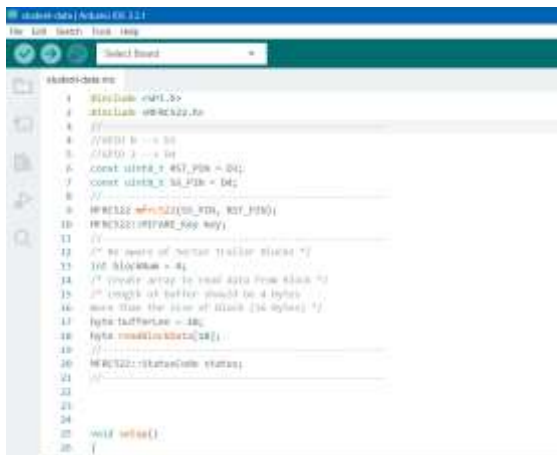 student-data | Arduino IDE 2.3.1
File Edit Sketch Tools Help
Select Board
student-data.ino
1 #include <SPI.h>
2 #include <MFRC522.h>
3 //
4 //GPIO 0 --> D3
5 //GPIO 2 --> D4
6 const uint8_t RST_PIN = D3;
7 const uint8_t SS_PIN = D4;
8 //
9 MFRC522 mfrc522(SS_PIN, RST_PIN);
10 MFRC522::MIFARE_Key key;
11 //
12 /* Be aware of Sector Trailer Blocks */
13 int blockNum = 4;
14 /* Create array to read data from Block */
15 /* Length of buffer should be 4 Bytes
16 more than the size of Block (16 Bytes) */
17 byte bufferLen = 18;
18 byte readBlockData[18];
19 //
20 MFRC522::StatusCode status;
21 //
22
23
24
25 void setup()
26 {